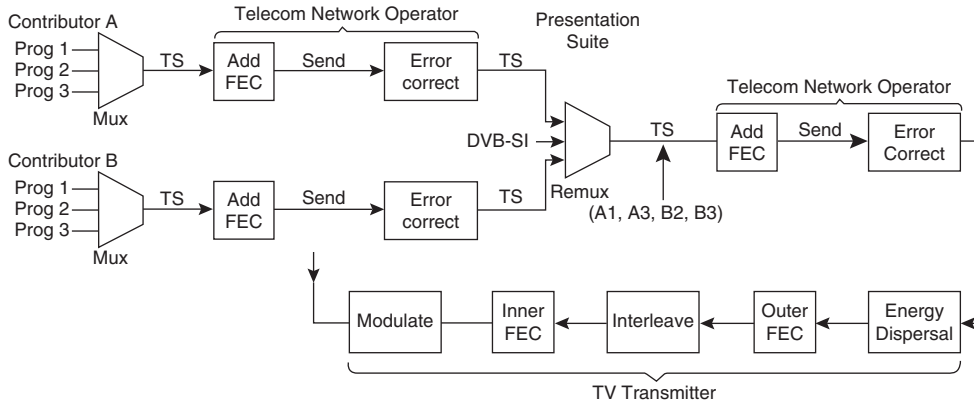 Contributor A
Prog 1
Prog 2
Prog 3
Mux
TS
Telecom Network Operator
Add
FEC
Send
Error
correct
TS
Presentation
Suite
DVB-SI
Remux
TS
(A1, A3, B2, B3)
Telecom Network Operator
Add
FEC
Send
Error
Correct
Contributor B
Prog 1
Prog 2
Prog 3
Mux
TS
Add
FEC
Send
Error
correct
TS
Modulate
Inner
FEC
Interleave
Outer
FEC
Energy
Dispersal
TV Transmitter